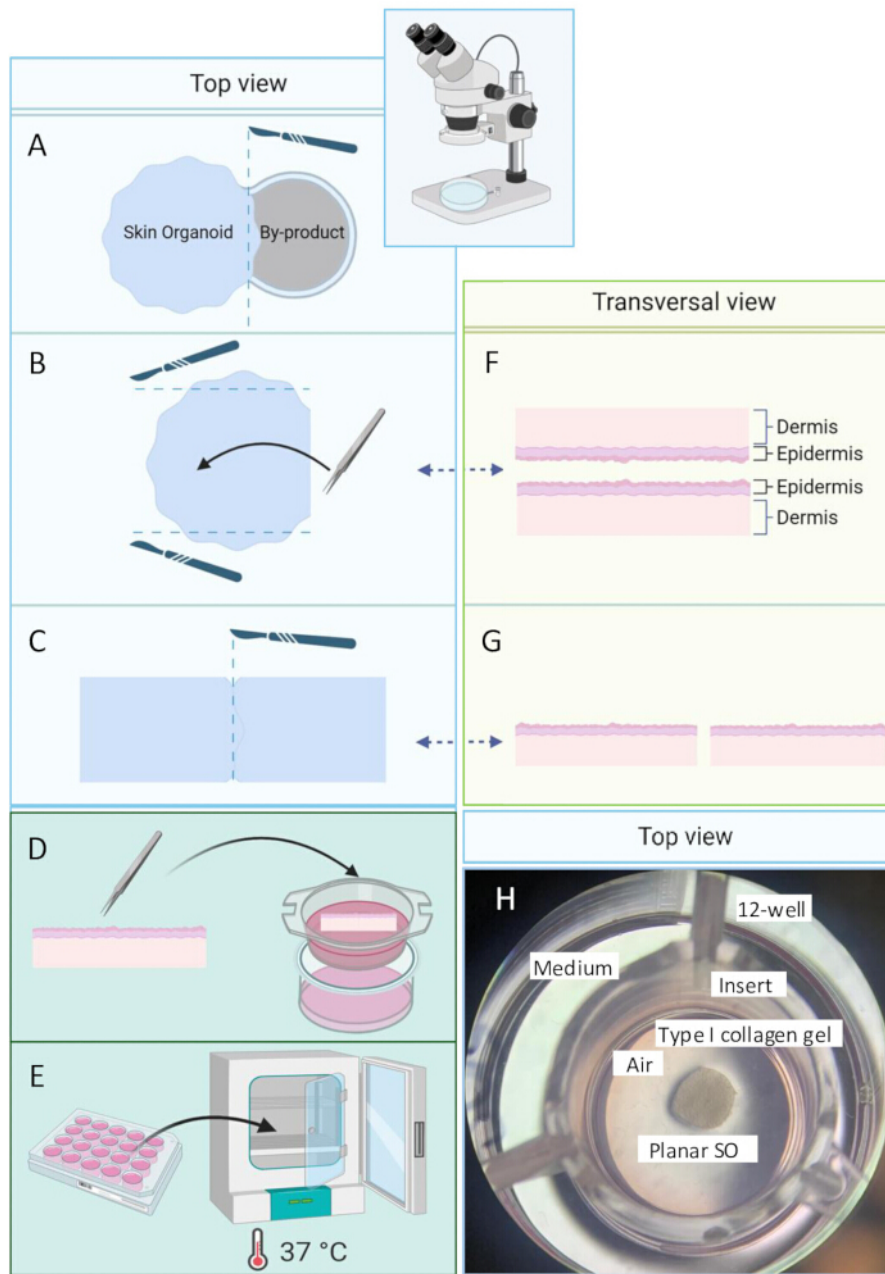 Top view
A
Skin Organoid
By-product
B
C
D
E
37 °C
Transversal view
F
Dermis
Epidermis
Epidermis
Dermis
G
Top view
H
12-well
Medium
Insert
Type I collagen gel
Air
Planar SO